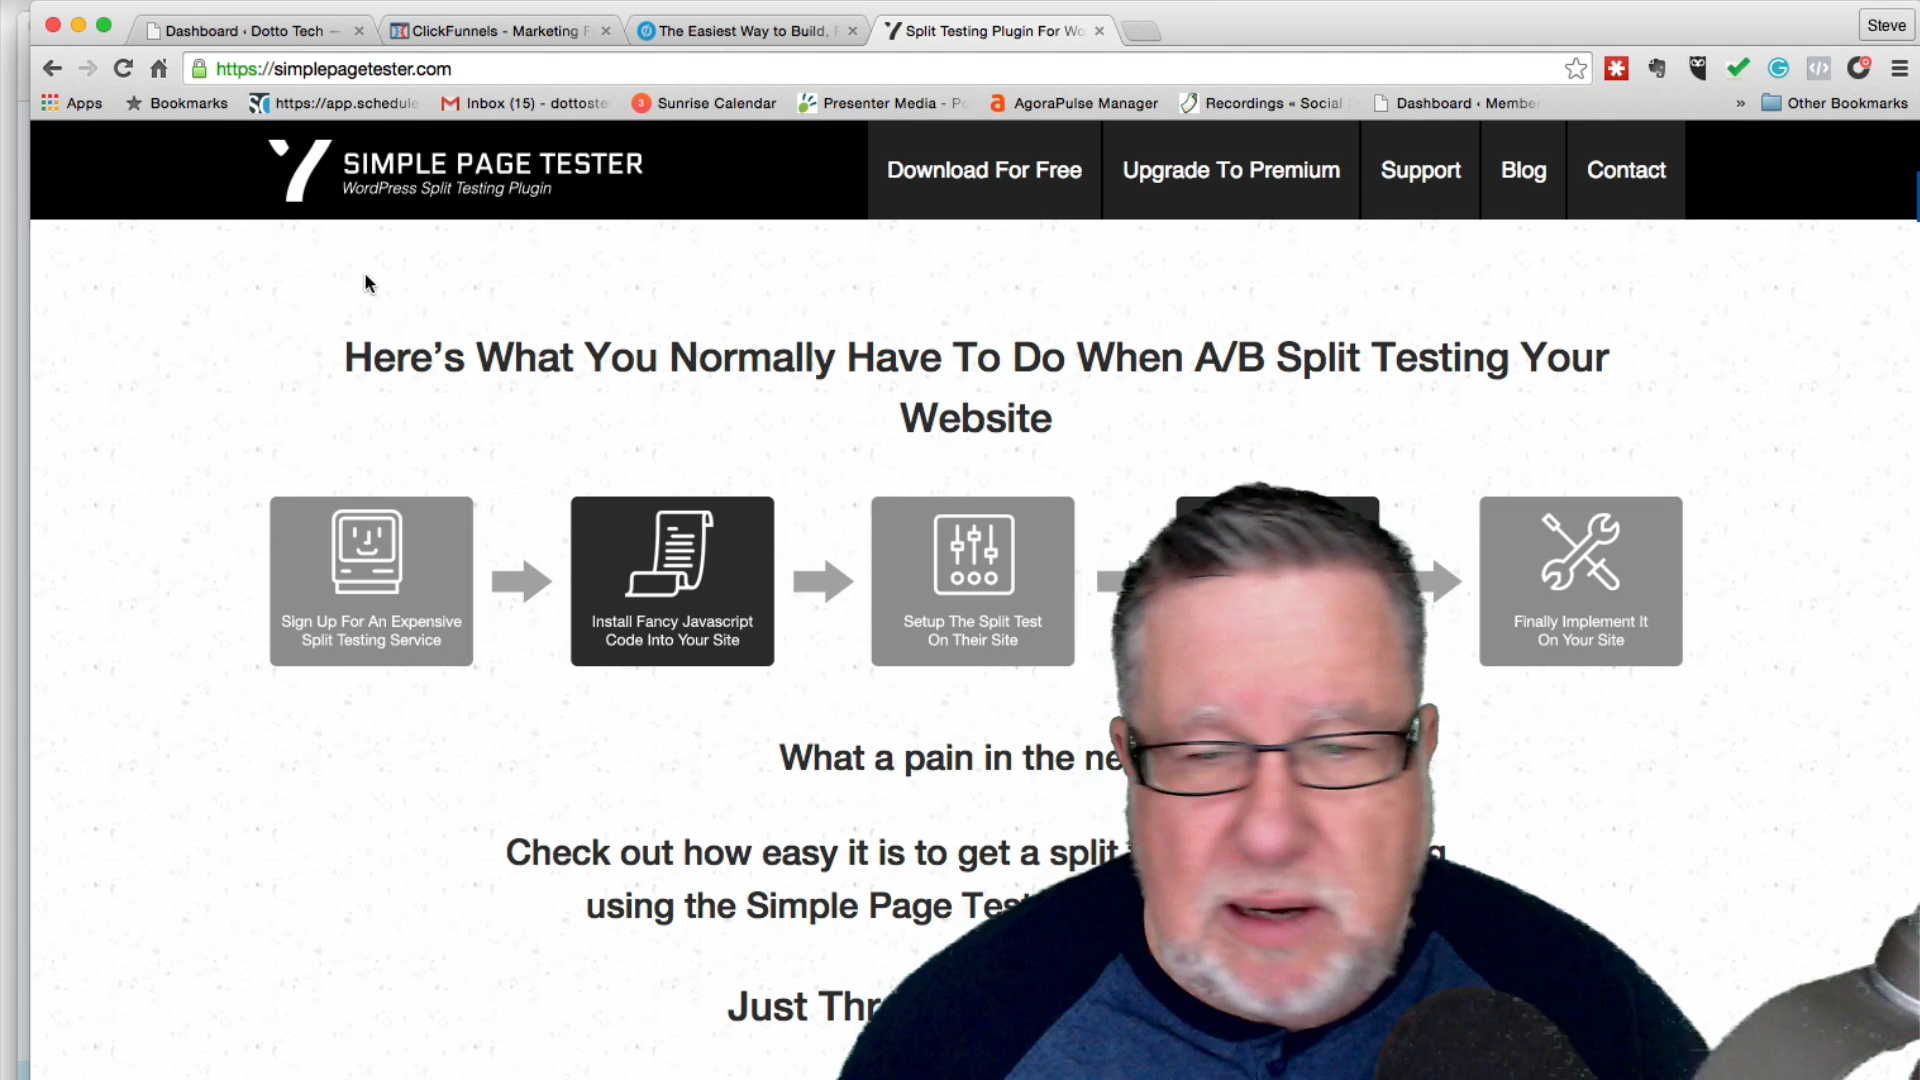 Dashboard ‹ Dotto Tech —
ClickFunnels - Marketing F
The Easiest Way to Build,
Split Testing Plugin For Wo
Steve
https://simplepagetester.com
Apps
Bookmarks
https://app.schedule
Inbox (15) - dottoste
3
Sunrise Calendar
Presenter Media - Po
a
AgoraPulse Manager
Recordings « Social
Dashboard ‹ Member
»
Other Bookmarks
SIMPLE PAGE TESTER
WordPress Split Testing Plugin
Download For Free
Upgrade To Premium
Support
Blog
Contact
Here's What You Normally Have To Do When A/B Split Testing Your
Website
Sign Up For An Expensive
Split Testing Service
Install Fancy Javascript
Code Into Your Site
Setup The Split Test
On Their Site
Finally Implement It
On Your Site
What a pain in the ne
Check out how easy it is to get a split
using the Simple Page Tes
Just Thr